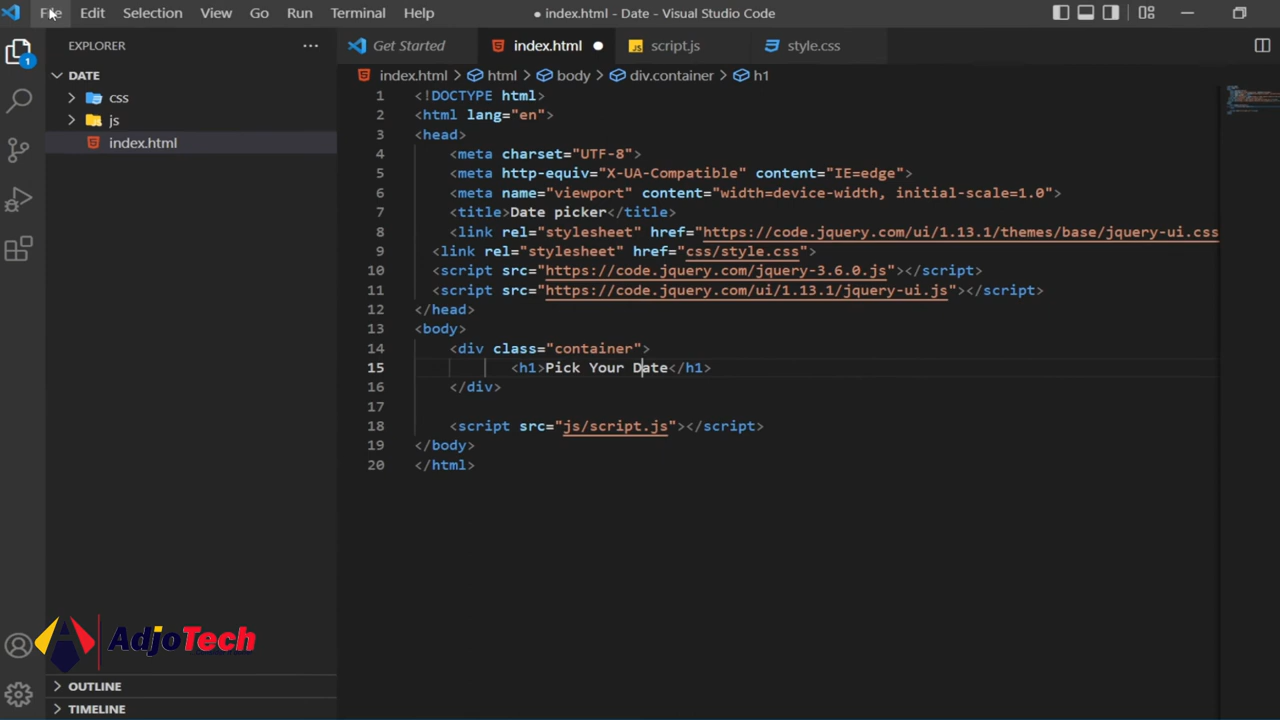 File Edit Selection View Go Run Terminal Help ● index.html - Date - Visual Studio Code
EXPLORER ...
Get Started index.html script.js style.css
1
DATE
css
js
index.html
index.html > html > body > div.container > h1
1 <!DOCTYPE html>
2 <html lang="en">
3 <head>
4 <meta charset="UTF-8">
5 <meta http-equiv="X-UA-Compatible" content="IE=edge">
6 <meta name="viewport" content="width=device-width, initial-scale=1.0">
7 <title>Date picker</title>
8 <link rel="stylesheet" href="https://code.jquery.com/ui/1.13.1/themes/base/jquery-ui.css
9 <link rel="stylesheet" href="css/style.css">
10 <script src="https://code.jquery.com/jquery-3.6.0.js"></script>
11 <script src="https://code.jquery.com/ui/1.13.1/jquery-ui.js"></script>
12 </head>
13 <body>
14 <div class="container">
15 <h1>Pick Your Date</h1>
16 </div>
17
18 <script src="js/script.js"></script>
19 </body>
20 </html>
AdjoTech
OUTLINE
TIMELINE